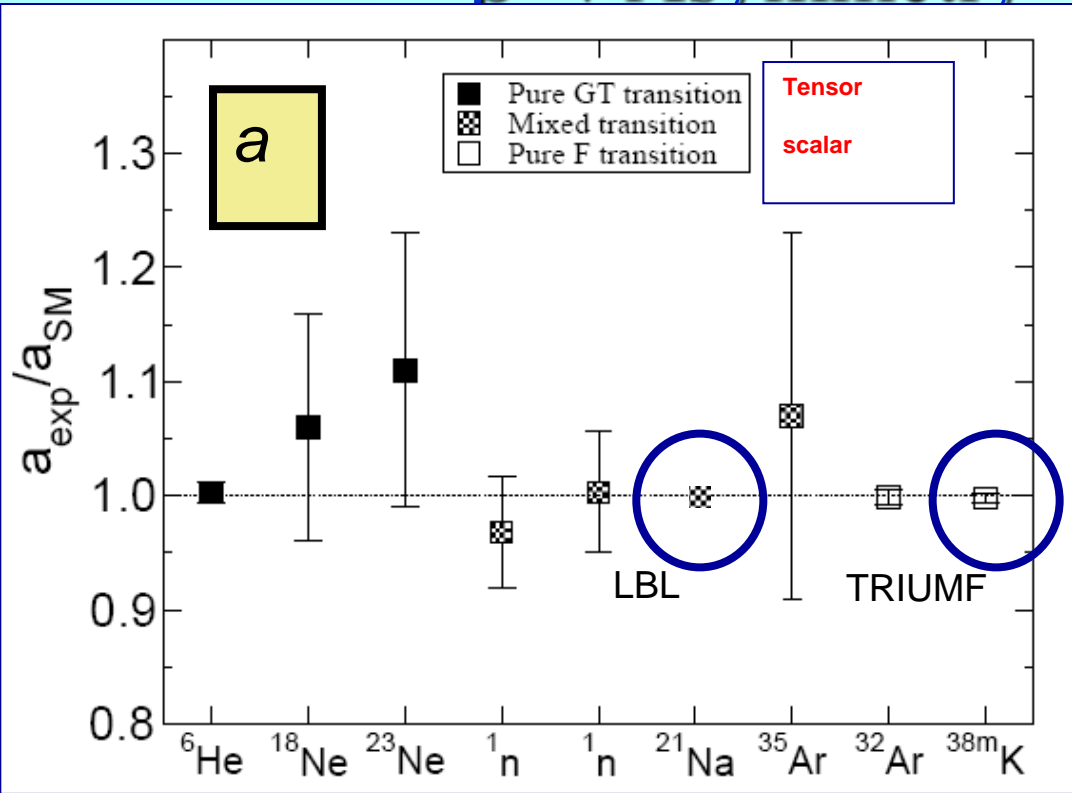 a
Pure GT transition
Mixed transition
Pure F transition
Tensor
scalar
a_exp/a_SM
1.3
1.2
1.1
1.0
0.9
0.8
LBL
TRIUMF
⁶He ¹⁸Ne ²³Ne ¹n ¹n ²¹Na ³⁵Ar ³²Ar ³⁸ᵐK